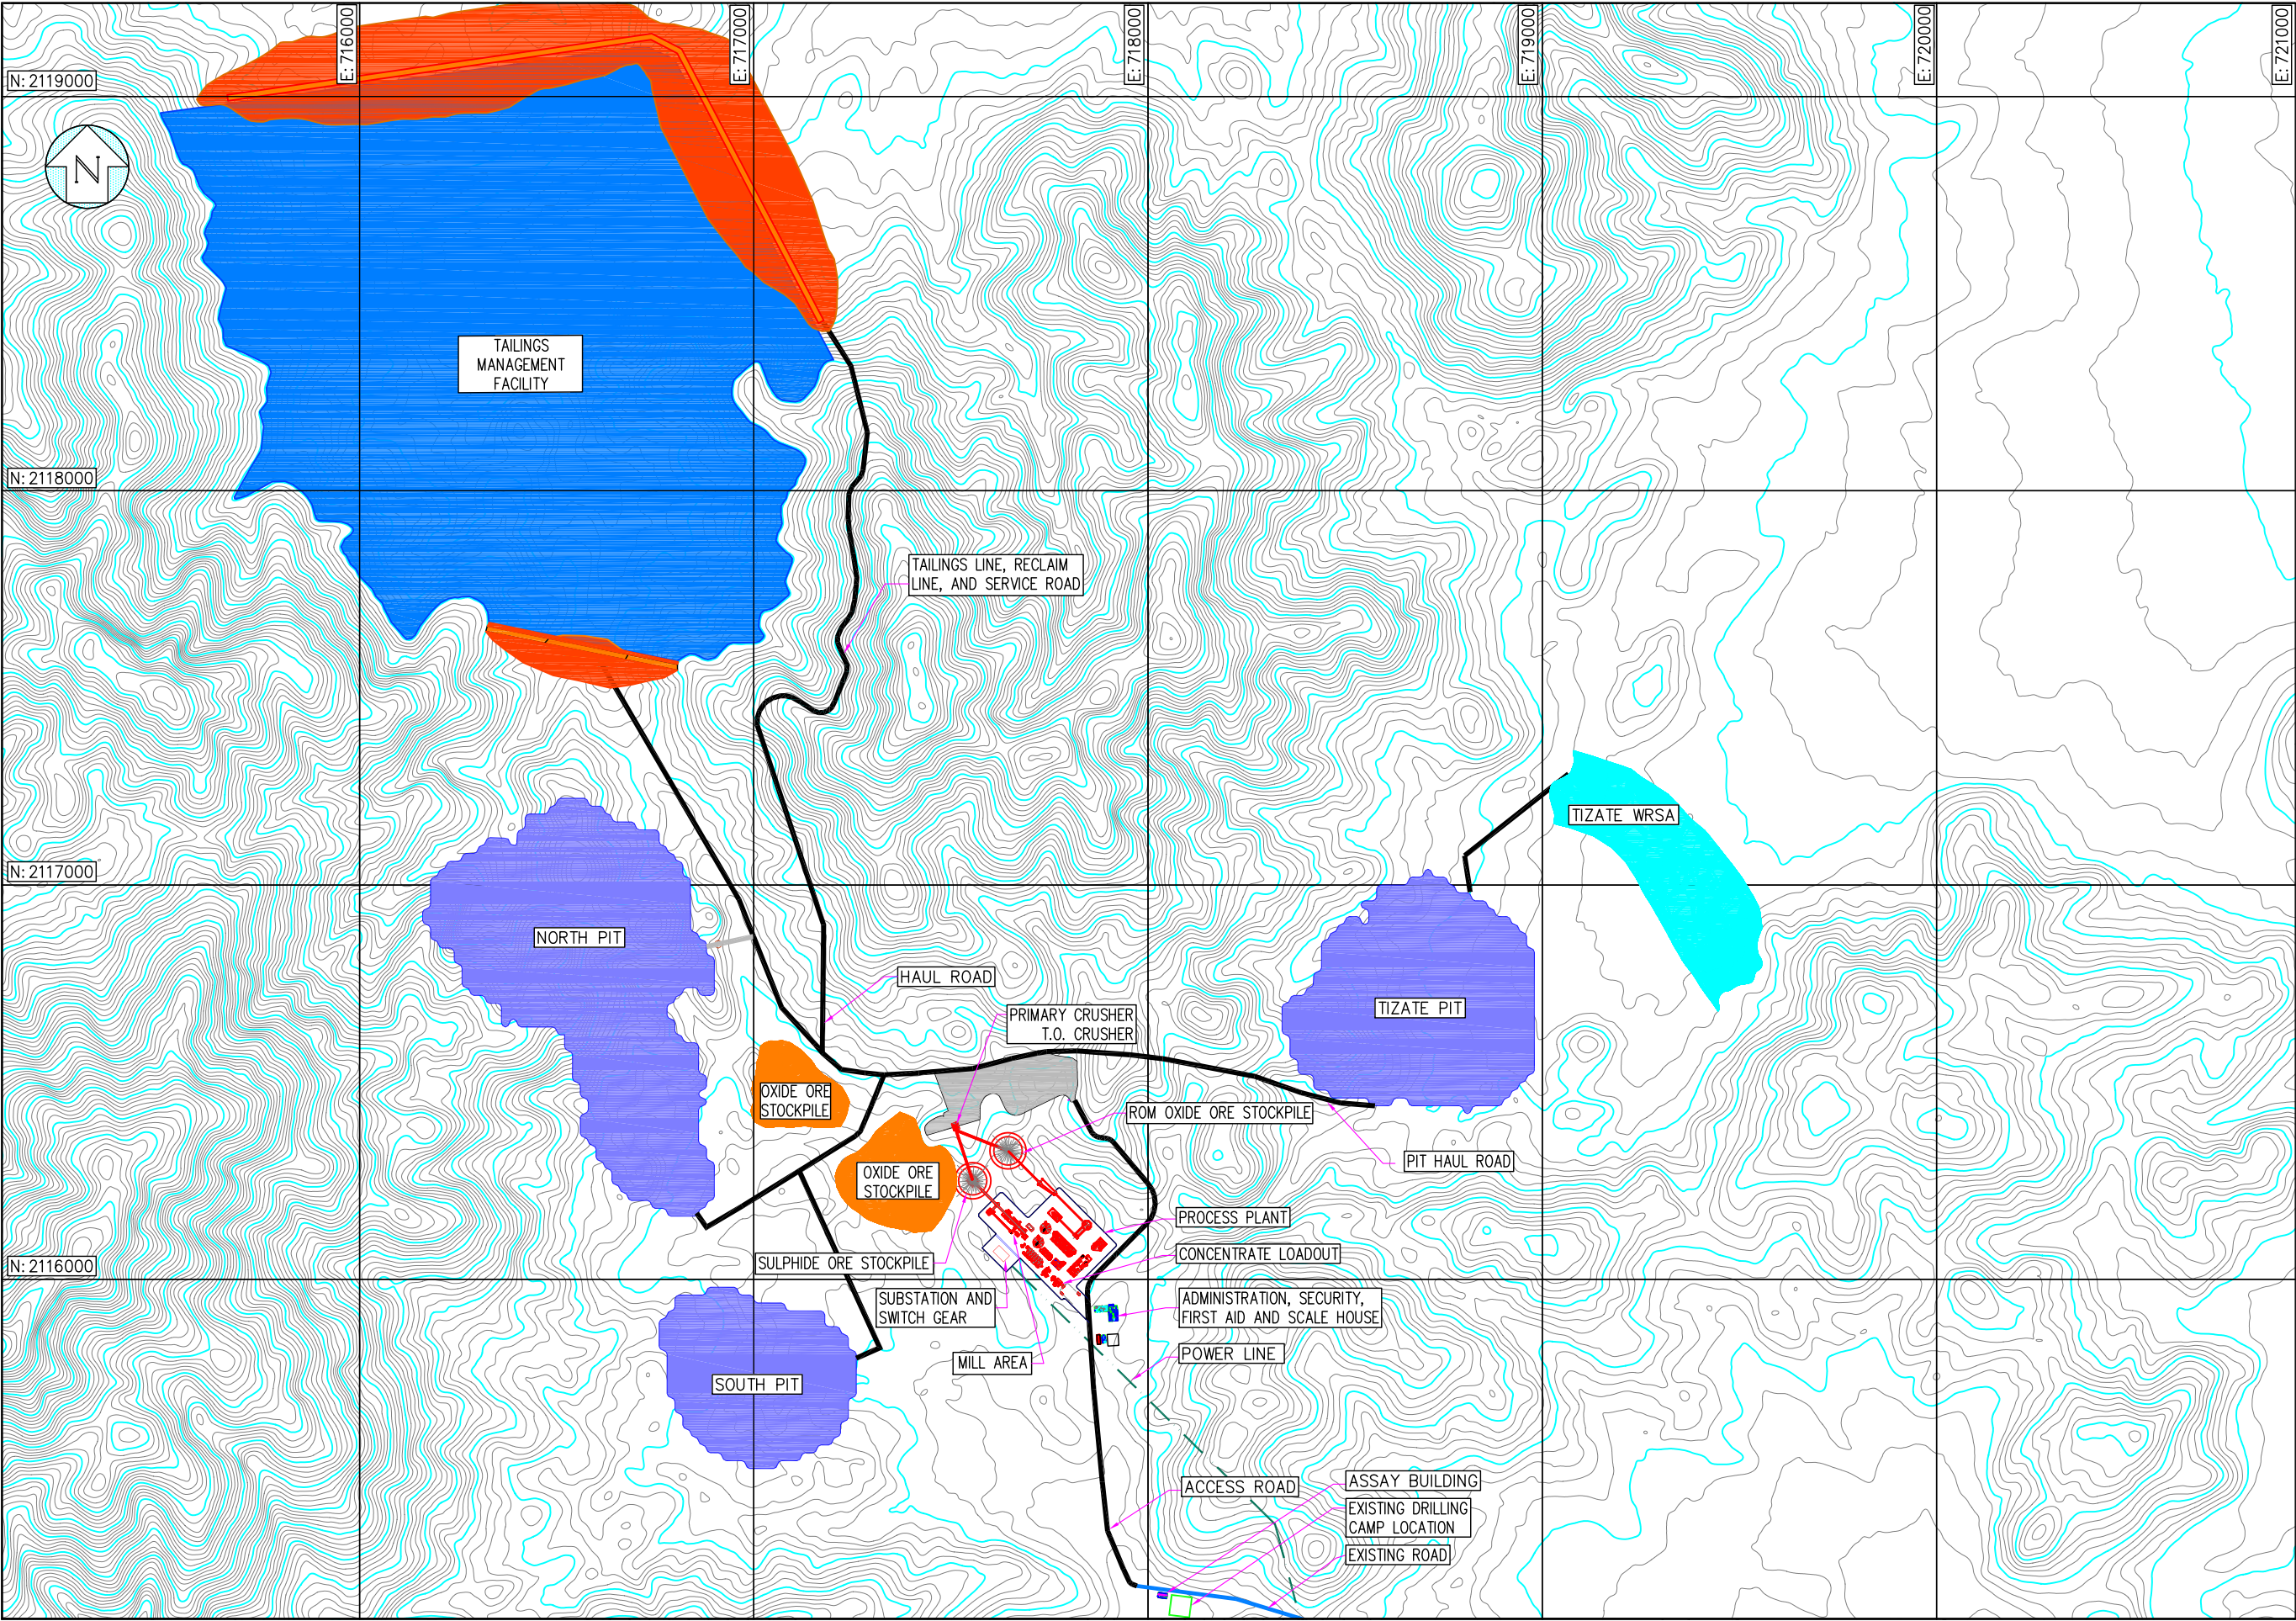 E: 716000
E: 717000
E: 718000
E: 719000
E: 720000
E: 721000
N: 2119000
N
TAILINGS
MANAGEMENT
FACILITY
N: 2118000
TAILINGS LINE, RECLAIM
LINE, AND SERVICE ROAD
TIZATE WRSA
N: 2117000
NORTH PIT
HAUL ROAD
TIZATE PIT
PRIMARY CRUSHER
T.O. CRUSHER
OXIDE ORE
STOCKPILE
ROM OXIDE ORE STOCKPILE
PIT HAUL ROAD
OXIDE ORE
STOCKPILE
PROCESS PLANT
CONCENTRATE LOADOUT
SULPHIDE ORE STOCKPILE
N: 2116000
SUBSTATION AND
SWITCH GEAR
ADMINISTRATION, SECURITY,
FIRST AID AND SCALE HOUSE
MILL AREA
POWER LINE
SOUTH PIT
ACCESS ROAD
ASSAY BUILDING
EXISTING DRILLING
CAMP LOCATION
EXISTING ROAD